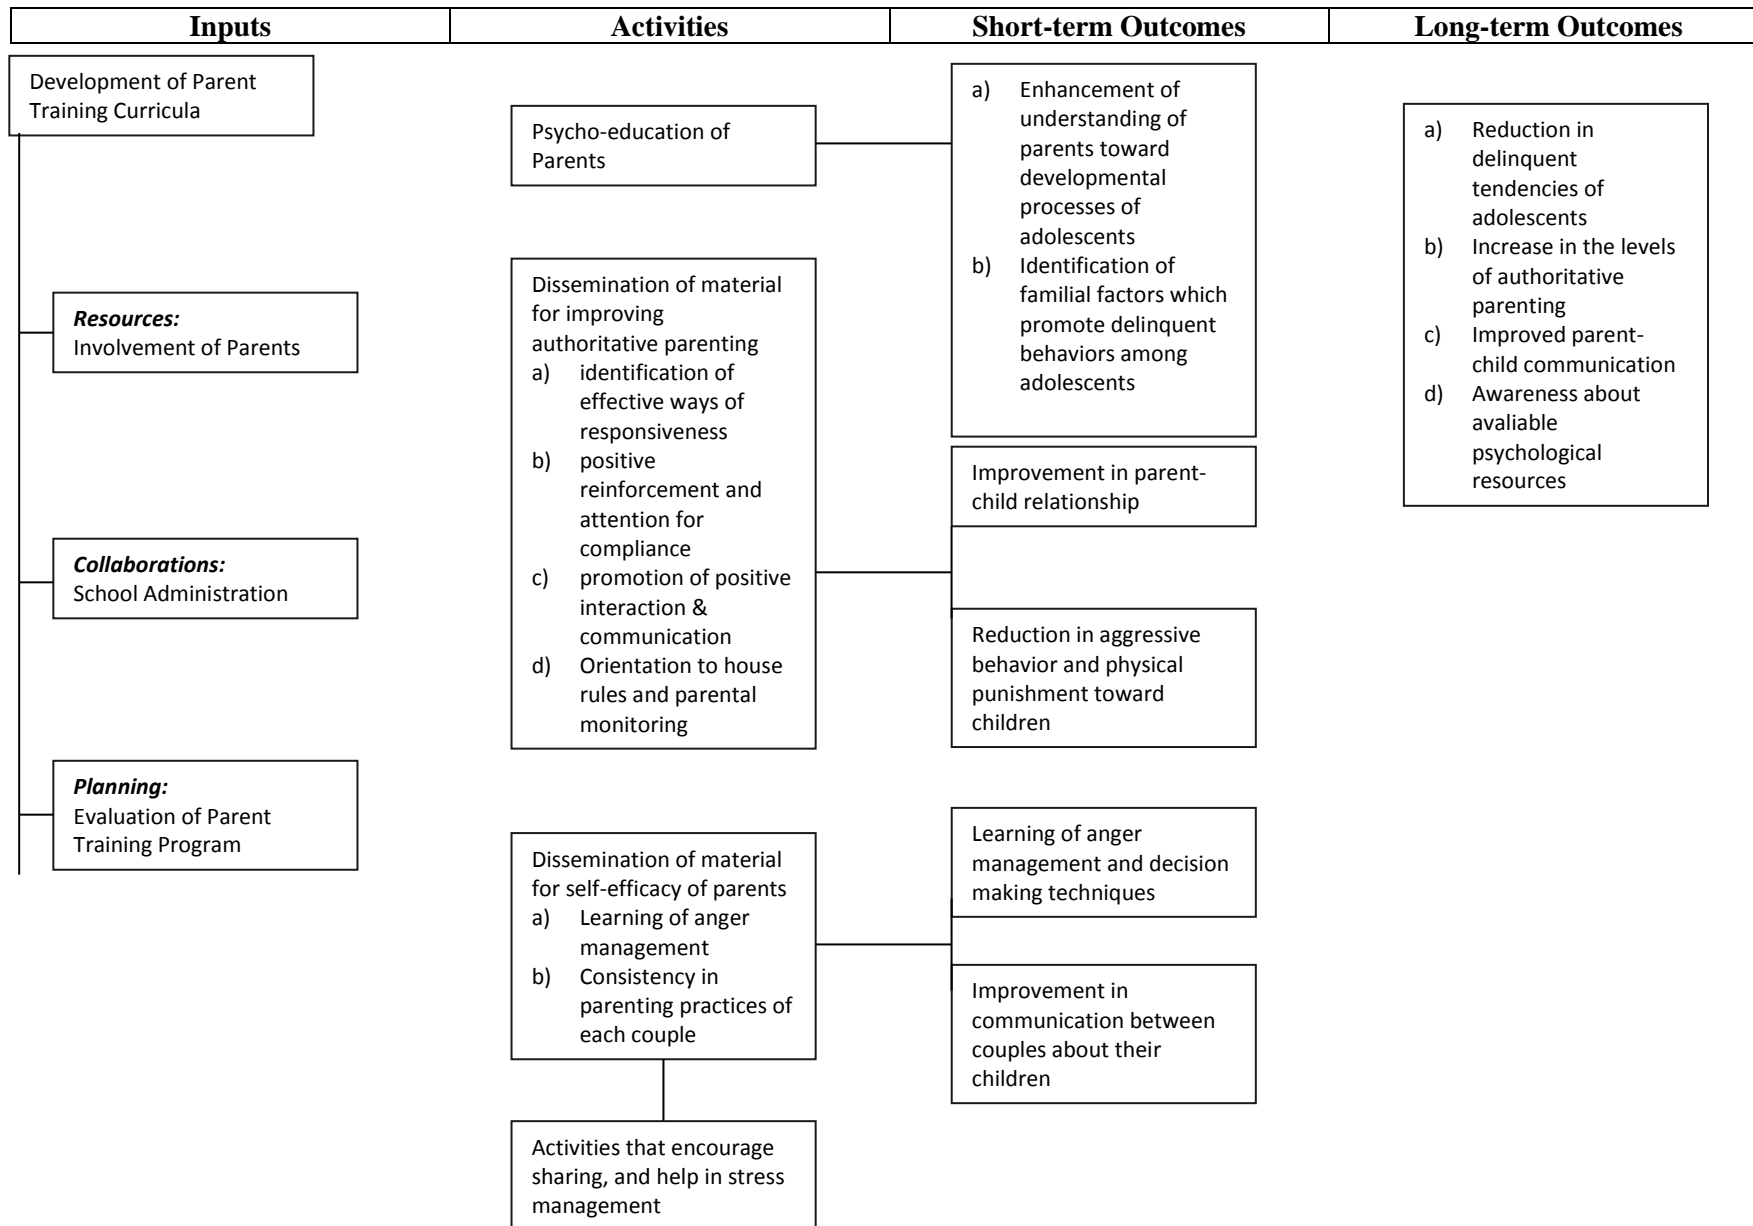 Inputs
Activities
Short-term Outcomes
Long-term Outcomes
Development of Parent
Training Curricula
Resources:
Involvement of Parents
Collaborations:
School Administration
Planning:
Evaluation of Parent
Training Program
Psycho-education of
Parents
Dissemination of material
for improving
authoritative parenting
a) identification of
effective ways of
responsiveness
b) positive
reinforcement and
attention for
compliance
c) promotion of positive
interaction &
communication
d) Orientation to house
rules and parental
monitoring
Dissemination of material
for self-efficacy of parents
a) Learning of anger
management
b) Consistency in
parenting practices of
each couple
Activities that encourage
sharing, and help in stress
management
a) Enhancement of
understanding of
parents toward
developmental
processes of
adolescents
b) Identification of
familial factors which
promote delinquent
behaviors among
adolescents
Improvement in parent-
child relationship
Reduction in aggressive
behavior and physical
punishment toward
children
Learning of anger
management and decision
making techniques
Improvement in
communication between
couples about their
children
a) Reduction in
delinquent
tendencies of
adolescents
b) Increase in the levels
of authoritative
parenting
c) Improved parent-
child communication
d) Awareness about
avaliable
psychological
resources